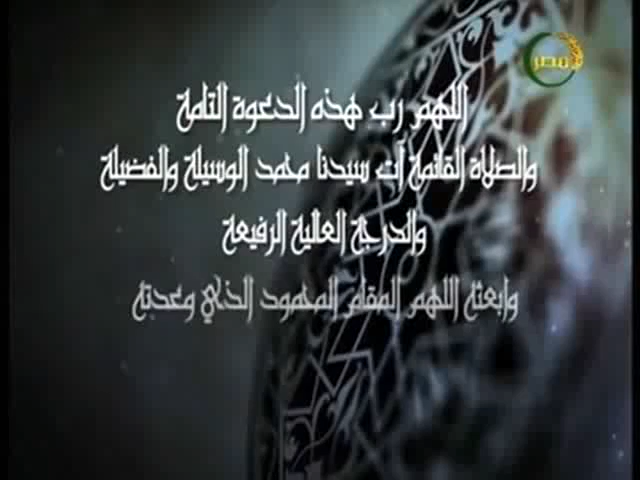 مصر
اللهم رب هذه الدعوة التامة
والصلاة القائمة آت سيدنا محمد الوسيلة والفضيلة
والدرجة العالية الرفيعة
وابعثه اللهم المقام المحمود الذي وعدته